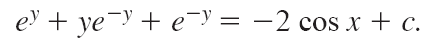 e^y + ye^{-y} + e^{-y} = −2 cos x + c.